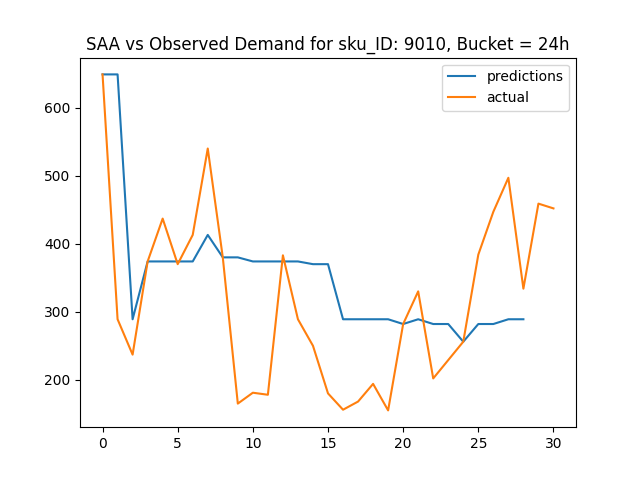 SAA vs Observed Demand for sku_ID: 9010, Bucket = 24h
predictions
actual
600
500
400
300
200
0 5 10 15 20 25 30